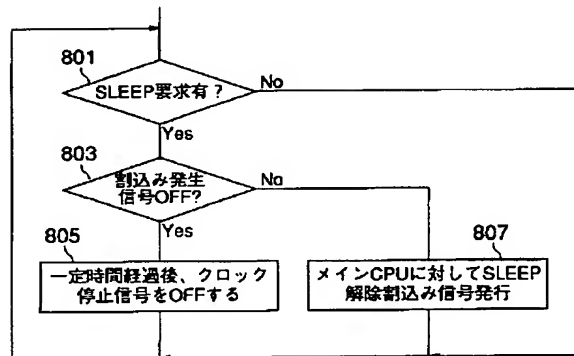 801
SLEEP要求有？
No
Yes
803
割込み発生
信号OFF?
No
Yes
805
一定時間経過後、クロック
停止信号をOFFする
807
メインCPUに対してSLEEP
解除割込み信号発行